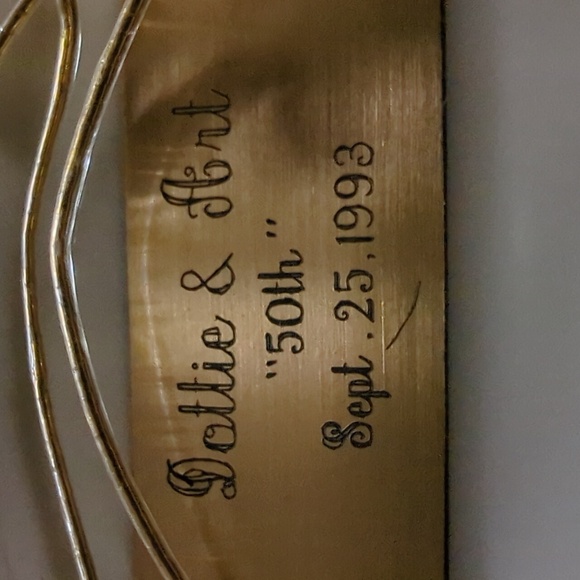 Dottie & Art
"50th"
Sept. 25, 1993